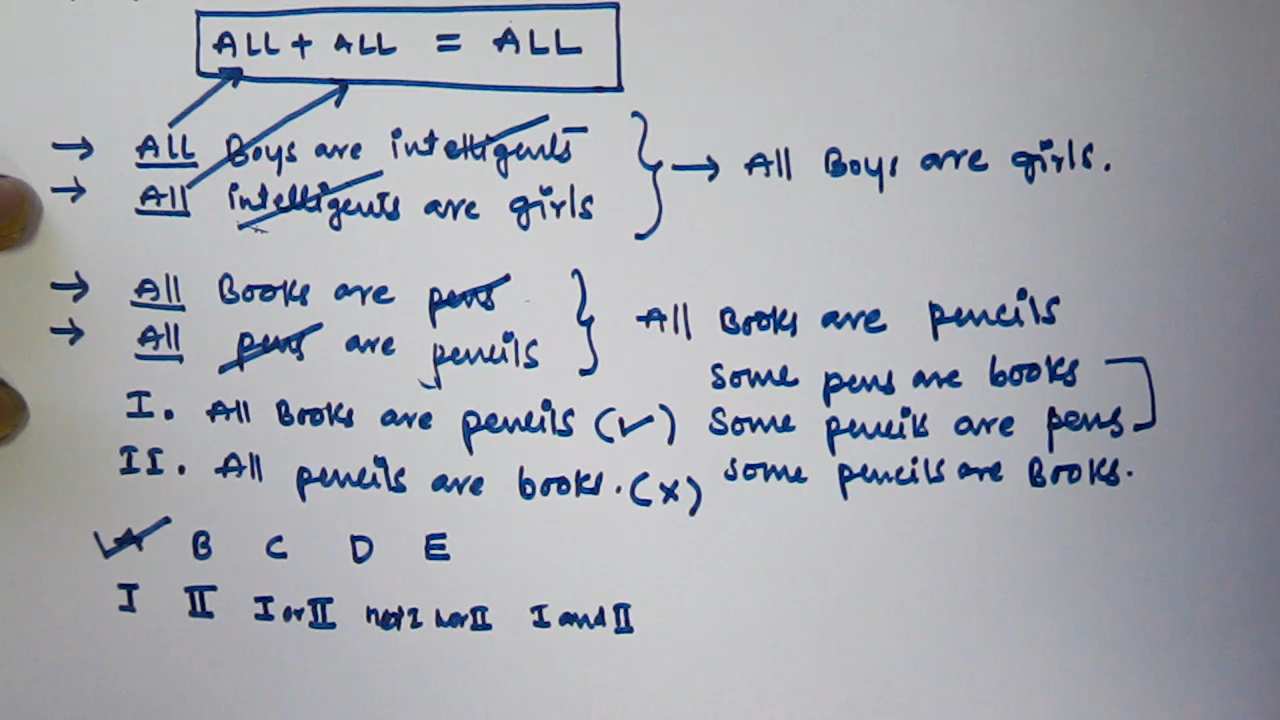 ALL + ALL = ALL
→ ALL Boys are intelligents
→ All intelligents are girls
→ All Boys are girls.
→ All Books are pens
→ All pens are pencils
All Books are pencils
Some pens are books
I. All Books are pencils (✓)
Some pencils are pens
II. All pencils are books. (×)
Some pencils are Books.
A B C D E
I II I or II not I nor II I and II